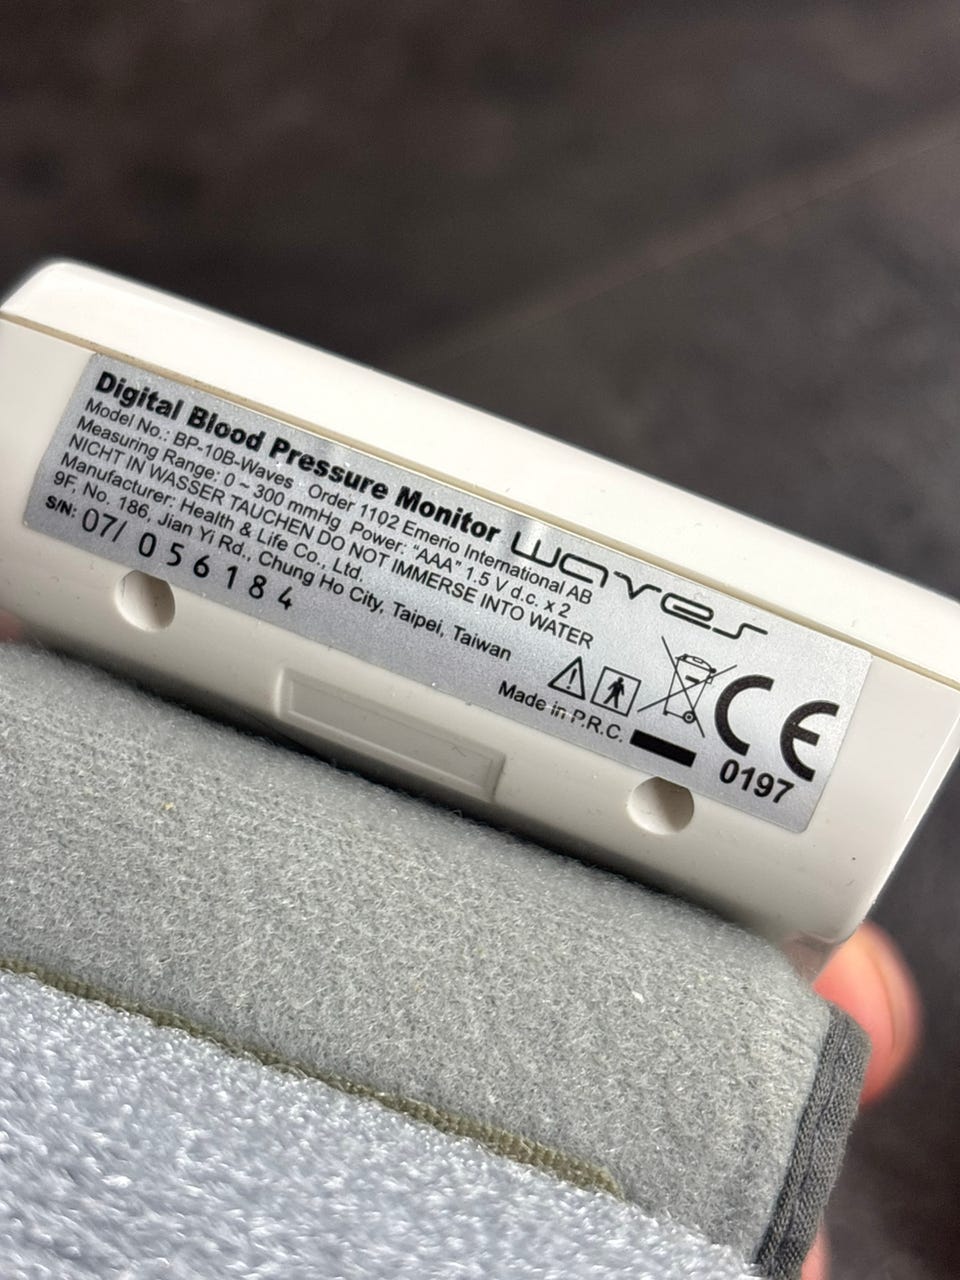 Digital Blood Pressure Monitor waves
Model No.: BP-10B-Waves Order 1102 Emerio International AB
Measuring Range: 0 ~ 300 mmHg Power: "AAA" 1.5 V d.c. x 2
NICHT IN WASSER TAUCHEN DO NOT IMMERSE INTO WATER
Manufacturer: Health & Life Co., Ltd.
9F, No. 186, Jian Yi Rd., Chung Ho City, Taipei, Taiwan
S/N: 07/ 056184
Made in P.R.C.
CE
0197